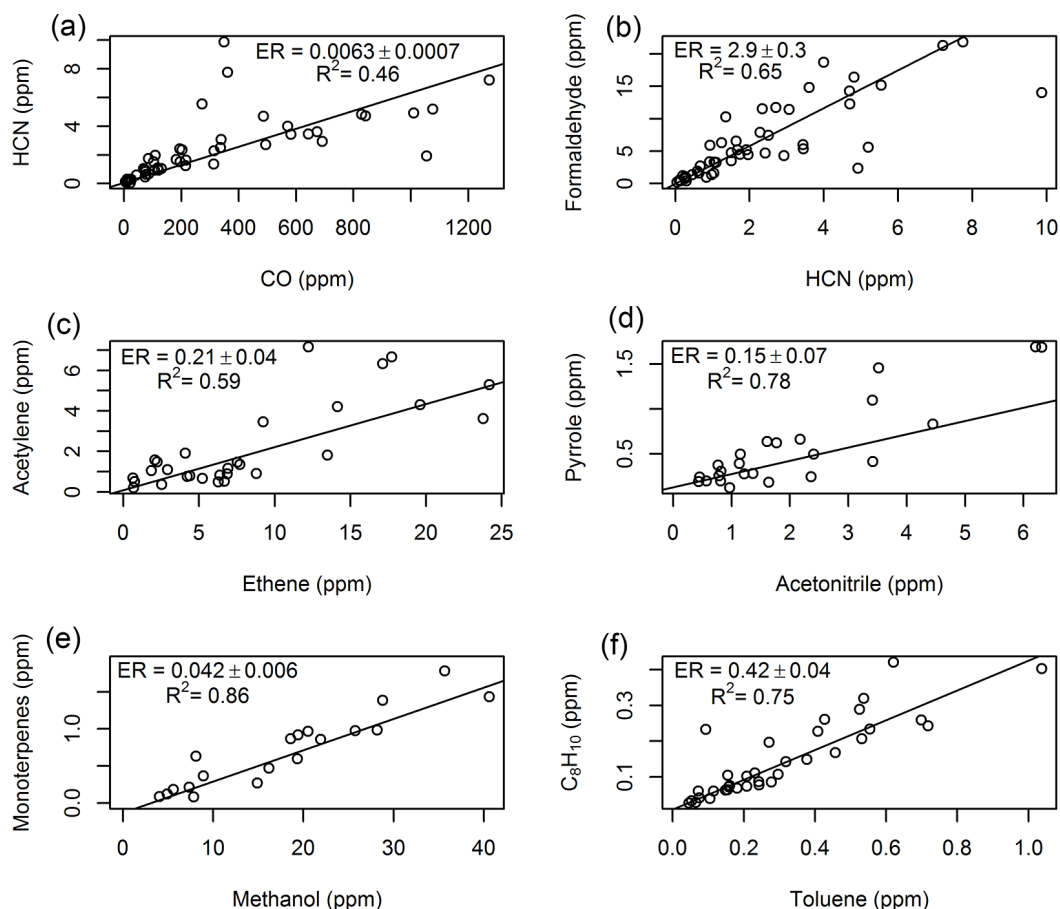 (a)
ER = 0.0063 ± 0.0007
R²= 0.46
HCN (ppm)
0 4 8
0 200 400 600 800 1200
CO (ppm)
(b)
ER = 2.9 ± 0.3
R²= 0.65
Formaldehyde (ppm)
0 5 15
0 2 4 6 8 10
HCN (ppm)
(c)
ER = 0.21 ± 0.04
R²= 0.59
Acetylene (ppm)
0 2 4 6
0 5 10 15 20 25
Ethene (ppm)
(d)
ER = 0.15 ± 0.07
R²= 0.78
Pyrrole (ppm)
0.5 1.5
0 1 2 3 4 5 6
Acetonitrile (ppm)
(e)
ER = 0.042 ± 0.006
R²= 0.86
Monoterpenes (ppm)
0.0 1.0
0 10 20 30 40
Methanol (ppm)
(f)
ER = 0.42 ± 0.04
R²= 0.75
C₈H₁₀ (ppm)
0.1 0.3
0.0 0.2 0.4 0.6 0.8 1.0
Toluene (ppm)